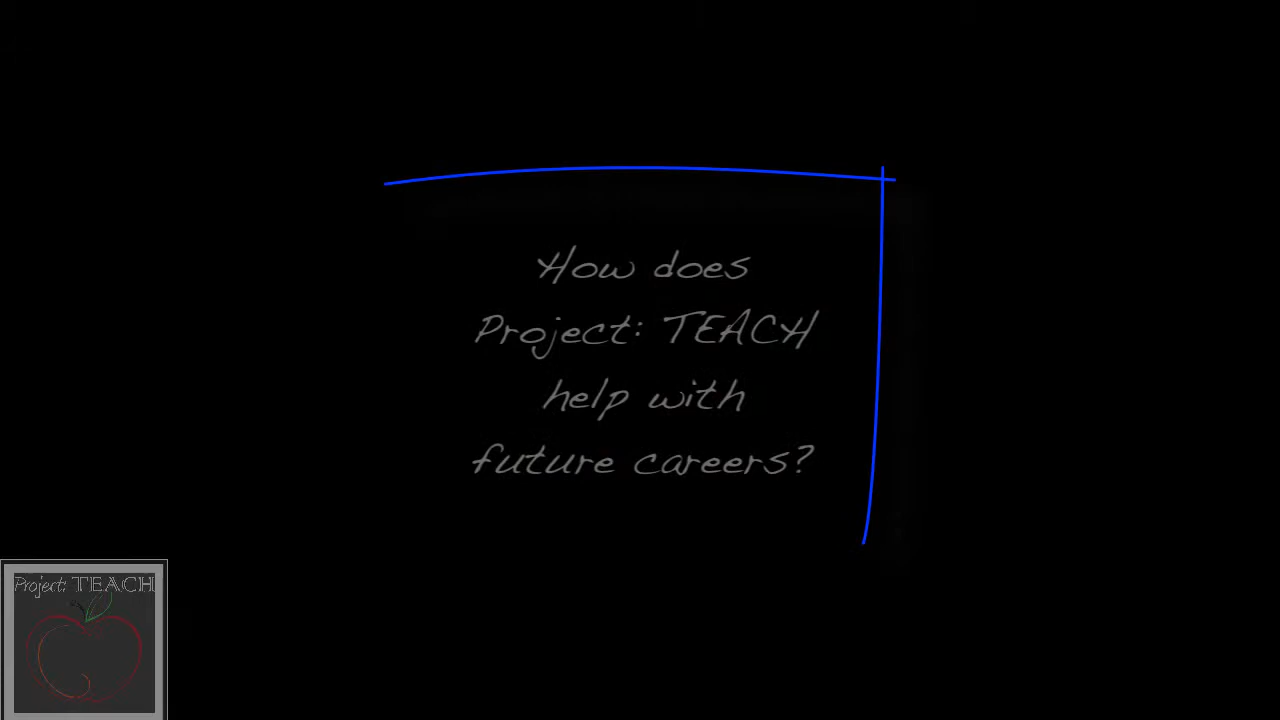 How does
Project: TEACH
help with
future careers?
Project: TEACH